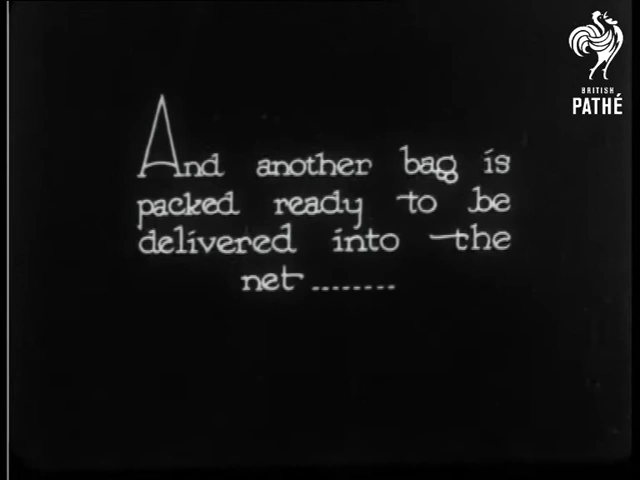 And another bag is
packed ready to be
delivered into the
net........
BRITISH
PATHÉ